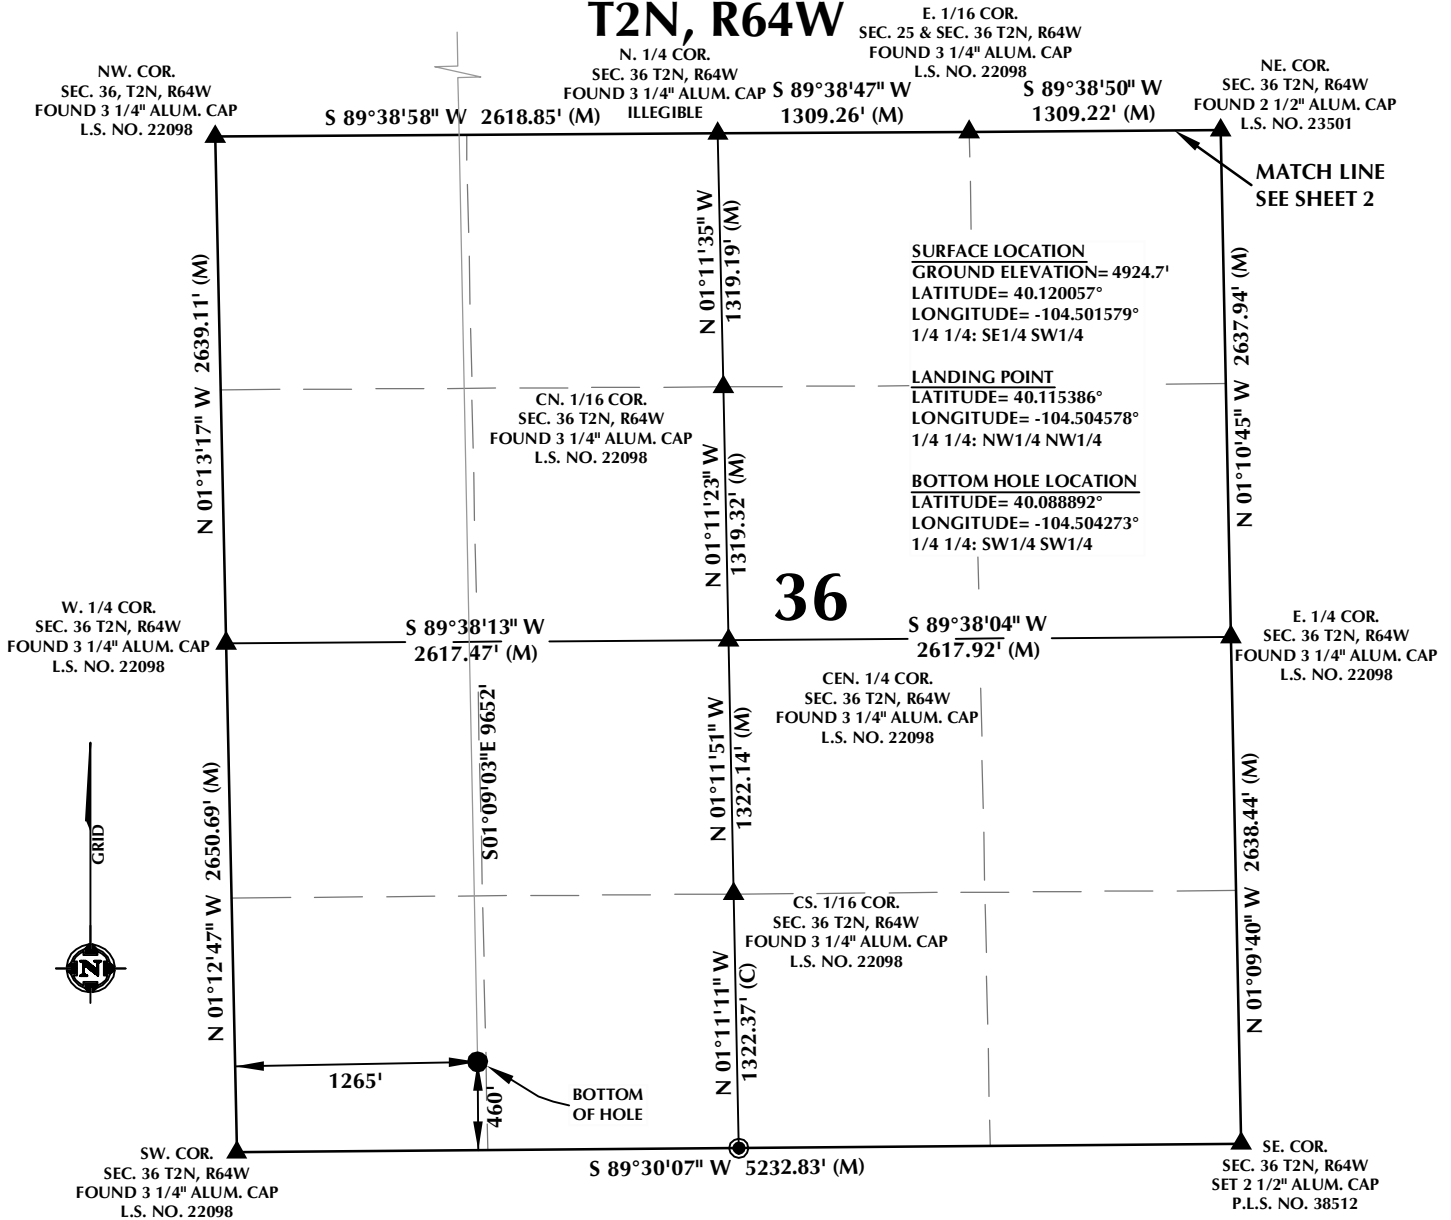 T2N, R64W
NW. COR.
SEC. 36, T2N, R64W
FOUND 3 1/4" ALUM. CAP
L.S. NO. 22098
N. 1/4 COR.
SEC. 36 T2N, R64W
FOUND 3 1/4" ALUM. CAP
ILLEGIBLE
E. 1/16 COR.
SEC. 25 & SEC. 36 T2N, R64W
FOUND 3 1/4" ALUM. CAP
L.S. NO. 22098
NE. COR.
SEC. 36 T2N, R64W
FOUND 2 1/2" ALUM. CAP
L.S. NO. 23501
S 89°38'58" W 2618.85' (M)
S 89°38'47" W
1309.26' (M)
S 89°38'50" W
1309.22' (M)
MATCH LINE
SEE SHEET 2
N 01°13'17" W 2639.11' (M)
N 01°11'35" W
1319.19' (M)
SURFACE LOCATION
GROUND ELEVATION= 4924.7'
LATITUDE= 40.120057°
LONGITUDE= -104.501579°
1/4 1/4: SE1/4 SW1/4
LANDING POINT
LATITUDE= 40.115386°
LONGITUDE= -104.504578°
1/4 1/4: NW1/4 NW1/4
BOTTOM HOLE LOCATION
LATITUDE= 40.088892°
LONGITUDE= -104.504273°
1/4 1/4: SW1/4 SW1/4
N 01°10'45" W 2637.94' (M)
CN. 1/16 COR.
SEC. 36 T2N, R64W
FOUND 3 1/4" ALUM. CAP
L.S. NO. 22098
N 01°11'23" W
1319.32' (M)
36
W. 1/4 COR.
SEC. 36 T2N, R64W
FOUND 3 1/4" ALUM. CAP
L.S. NO. 22098
S 89°38'13" W
2617.47' (M)
S 89°38'04" W
2617.92' (M)
E. 1/4 COR.
SEC. 36 T2N, R64W
FOUND 3 1/4" ALUM. CAP
L.S. NO. 22098
CEN. 1/4 COR.
SEC. 36 T2N, R64W
FOUND 3 1/4" ALUM. CAP
L.S. NO. 22098
S01°09'03"E 9652'
N 01°11'51" W
1322.14' (M)
GRID
N
N 01°12'47" W 2650.69' (M)
N 01°09'40" W 2638.44' (M)
CS. 1/16 COR.
SEC. 36 T2N, R64W
FOUND 3 1/4" ALUM. CAP
L.S. NO. 22098
N 01°11'11" W
1322.37' (C)
1265'
460'
BOTTOM
OF HOLE
SW. COR.
SEC. 36 T2N, R64W
FOUND 3 1/4" ALUM. CAP
L.S. NO. 22098
S 89°30'07" W 5232.83' (M)
SE. COR.
SEC. 36 T2N, R64W
SET 2 1/2" ALUM. CAP
P.L.S. NO. 38512